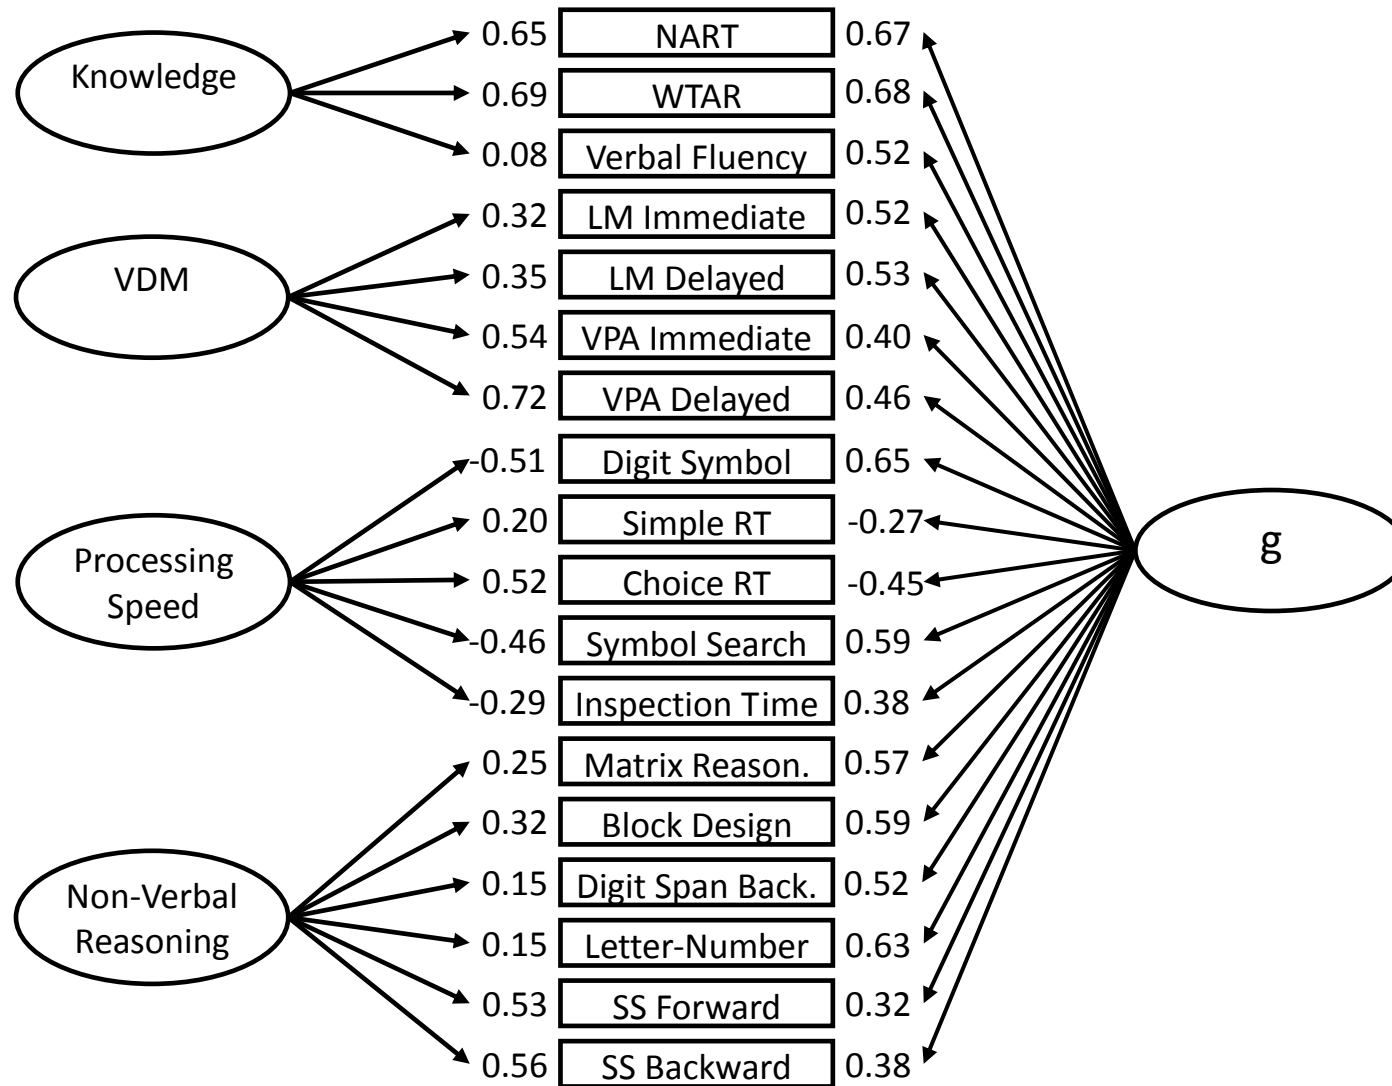 Knowledge
VDM
Processing
Speed
Non-Verbal
Reasoning
0.65 NART 0.67
0.69 WTAR 0.68
0.08 Verbal Fluency 0.52
0.32 LM Immediate 0.52
0.35 LM Delayed 0.53
0.54 VPA Immediate 0.40
0.72 VPA Delayed 0.46
-0.51 Digit Symbol 0.65
0.20 Simple RT -0.27
0.52 Choice RT -0.45
-0.46 Symbol Search 0.59
-0.29 Inspection Time 0.38
0.25 Matrix Reason. 0.57
0.32 Block Design 0.59
0.15 Digit Span Back. 0.52
0.15 Letter-Number 0.63
0.53 SS Forward 0.32
0.56 SS Backward 0.38
g